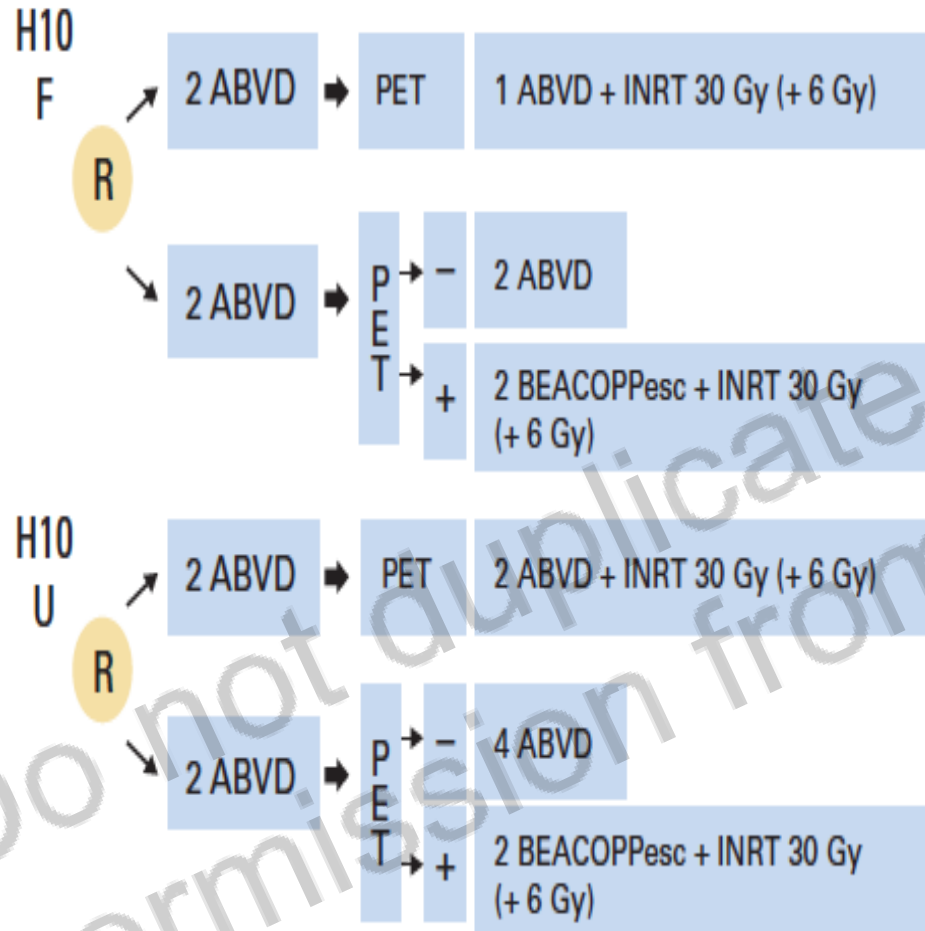 H10
F
R
2 ABVD
PET
1 ABVD + INRT 30 Gy (+ 6 Gy)
2 ABVD
P
E
T
−
2 ABVD
+
2 BEACOPPesc + INRT 30 Gy
(+ 6 Gy)
H10
U
R
2 ABVD
PET
2 ABVD + INRT 30 Gy (+ 6 Gy)
2 ABVD
P
E
T
−
4 ABVD
+
2 BEACOPPesc + INRT 30 Gy
(+ 6 Gy)
Do not duplicate
ermission from